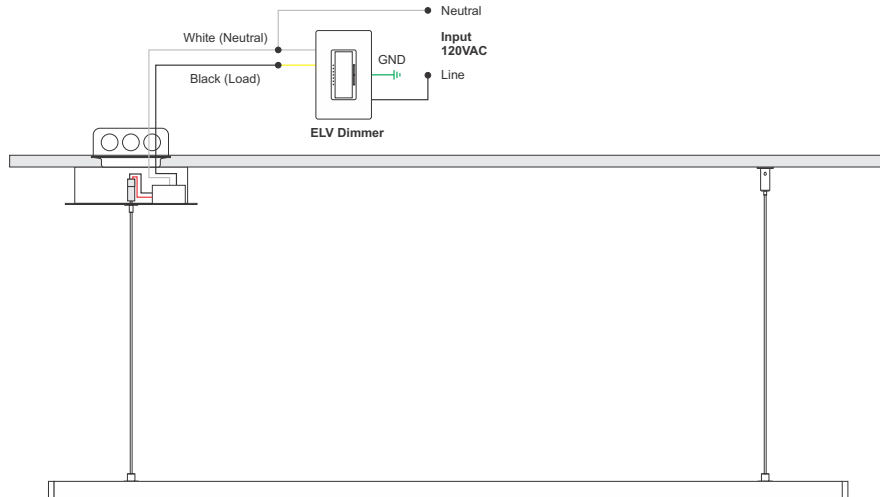 Neutral
White (Neutral)
Input
120VAC
GND
Black (Load)
Line
ELV Dimmer